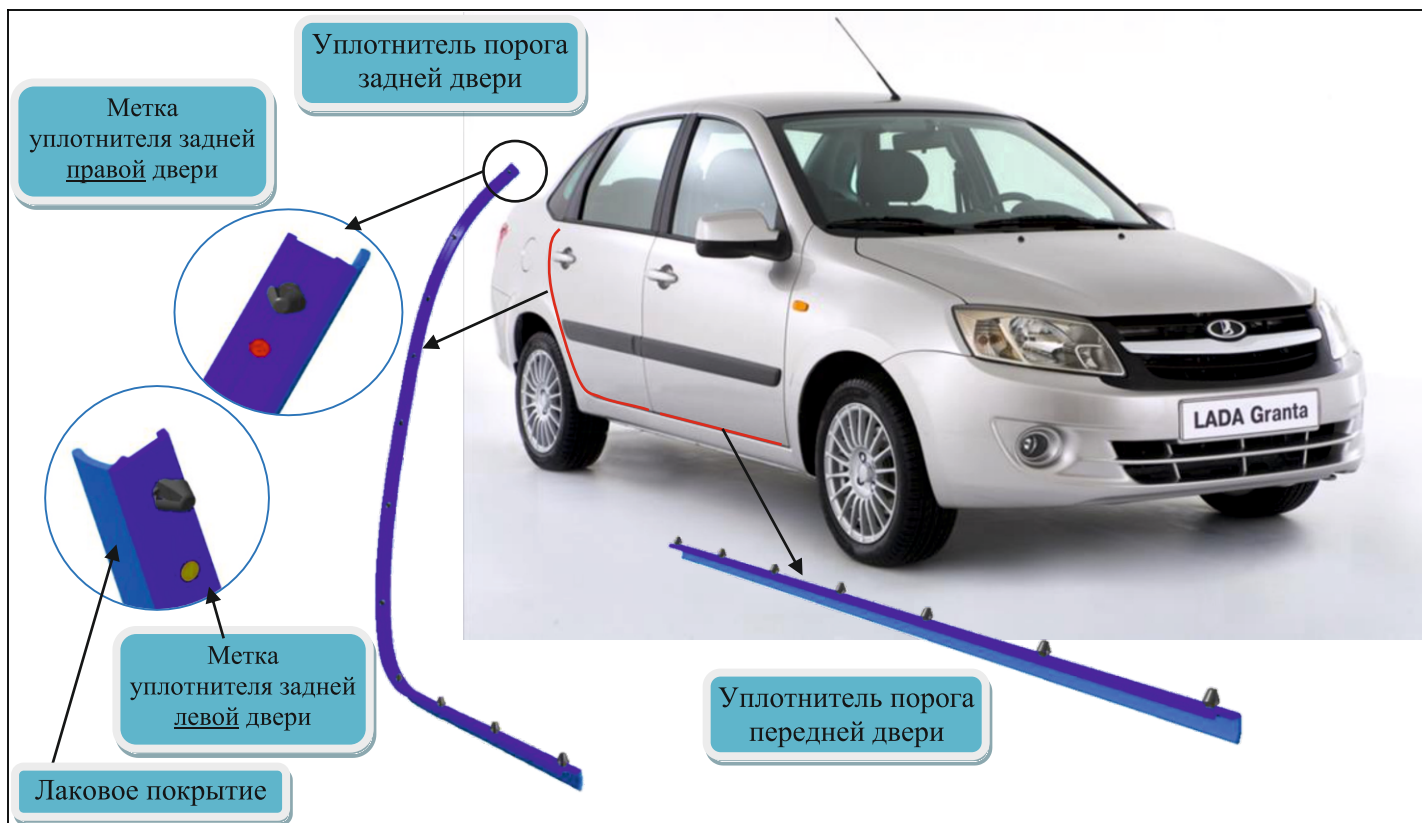 Уплотнитель порога
задней двери
Метка
уплотнителя задней
правой двери
LADA Granta
Метка
уплотнителя задней
левой двери
Уплотнитель порога
передней двери
Лаковое покрытие